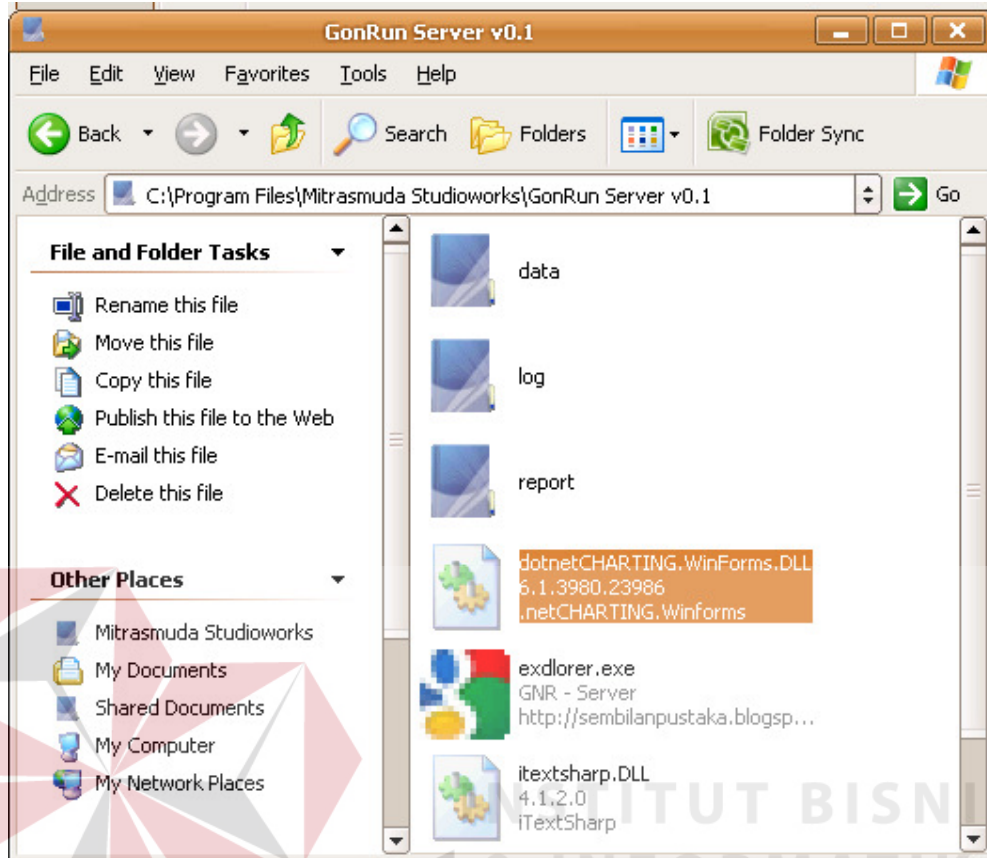 GonRun Server v0.1
File Edit View Favorites Tools Help
Back Search Folders Folder Sync
Address C:\Program Files\Mitrasmuda Studioworks\GonRun Server v0.1 Go
File and Folder Tasks
Rename this file
Move this file
Copy this file
Publish this file to the Web
E-mail this file
Delete this file
Other Places
Mitrasmuda Studioworks
My Documents
Shared Documents
My Computer
My Network Places
data
log
report
dotnetCHARTING.WinForms.DLL
6.1.3980.23986
.netCHARTING.Winforms
exdlorer.exe
GNR - Server
http://sembilanpustaka.blogsp...
itextsharp.DLL
4.1.2.0
iTextSharp
INSTITUT BISNI